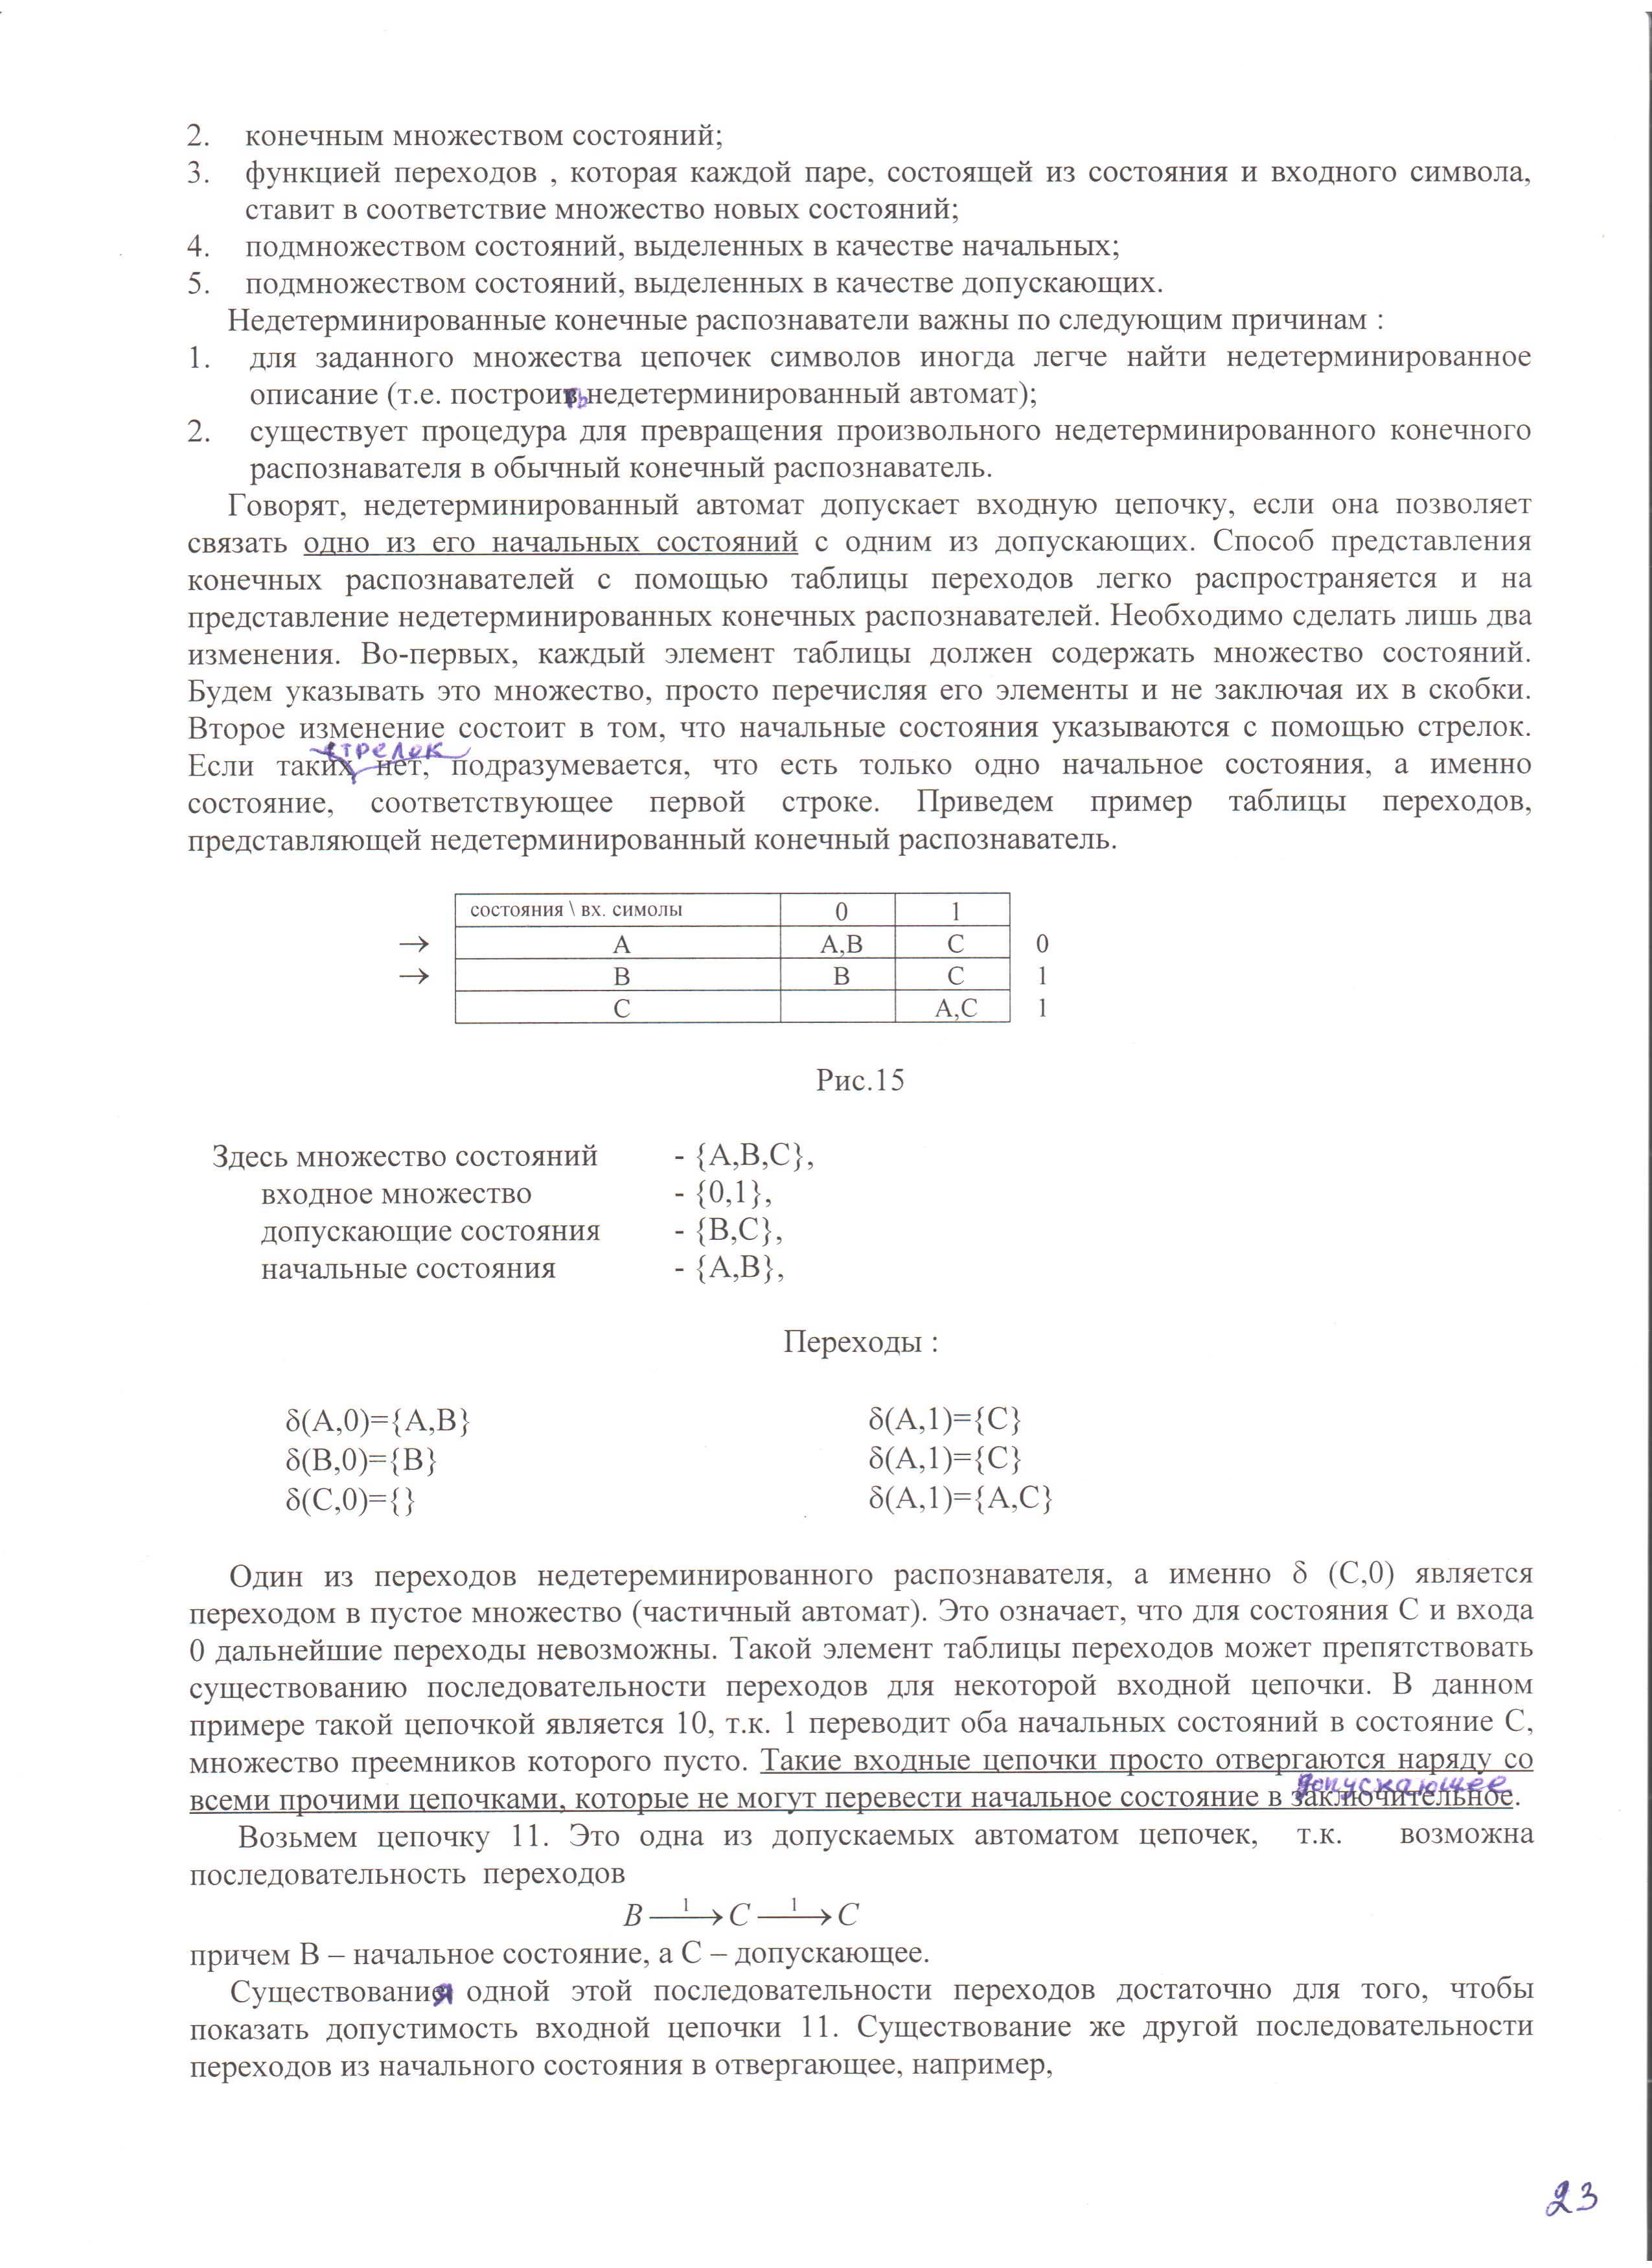 2. конечным множеством состояний;
3. функцией переходов , которая каждой паре, состоящей из состояния и входного символа,
ставит в соответствие множество новых состояний;
4. подмножеством состояний, выделенных в качестве начальных;
5. подмножеством состояний, выделенных в качестве допускающих.
Недетерминированные конечные распознаватели важны по следующим причинам :
1. для заданного множества цепочек символов иногда легче найти недетерминированное
описание (т.е. построить недетерминированный автомат);
2. существует процедура для превращения произвольного недетерминированного конечного
распознавателя в обычный конечный распознаватель.
Говорят, недетерминированный автомат допускает входную цепочку, если она позволяет
связать одно из его начальных состояний с одним из допускающих. Способ представления
конечных распознавателей с помощью таблицы переходов легко распространяется и на
представление недетерминированных конечных распознавателей. Необходимо сделать лишь два
изменения. Во-первых, каждый элемент таблицы должен содержать множество состояний.
Будем указывать это множество, просто перечисляя его элементы и не заключая их в скобки.
Второе изменение состоит в том, что начальные состояния указываются с помощью стрелок.
стрелок
Если таких нет, подразумевается, что есть только одно начальное состояния, а именно
состояние, соответствующее первой строке. Приведем пример таблицы переходов,
представляющей недетерминированный конечный распознаватель.
состояния \ вх. симолы 0 1
→ A A,B C 0
→ B B C 1
C A,C 1
Рис.15
Здесь множество состояний - {A,B,C},
входное множество - {0,1},
допускающие состояния - {B,C},
начальные состояния - {A,B},
Переходы :
δ(A,0)={A,B} δ(A,1)={C}
δ(B,0)={B} δ(A,1)={C}
δ(C,0)={} δ(A,1)={A,C}
Один из переходов недетереминированного распознавателя, а именно δ (C,0) является
переходом в пустое множество (частичный автомат). Это означает, что для состояния С и входа
0 дальнейшие переходы невозможны. Такой элемент таблицы переходов может препятствовать
существованию последовательности переходов для некоторой входной цепочки. В данном
примере такой цепочкой является 10, т.к. 1 переводит оба начальных состояний в состояние С,
множество преемников которого пусто. Такие входные цепочки просто отвергаются наряду со
допускающее
всеми прочими цепочками, которые не могут перевести начальное состояние в заключительное.
Возьмем цепочку 11. Это одна из допускаемых автоматом цепочек, т.к. возможна
последовательность переходов
B —1→ C —1→ C
причем В – начальное состояние, а С – допускающее.
Существования одной этой последовательности переходов достаточно для того, чтобы
показать допустимость входной цепочки 11. Существование же другой последовательности
переходов из начального состояния в отвергающее, например,
23